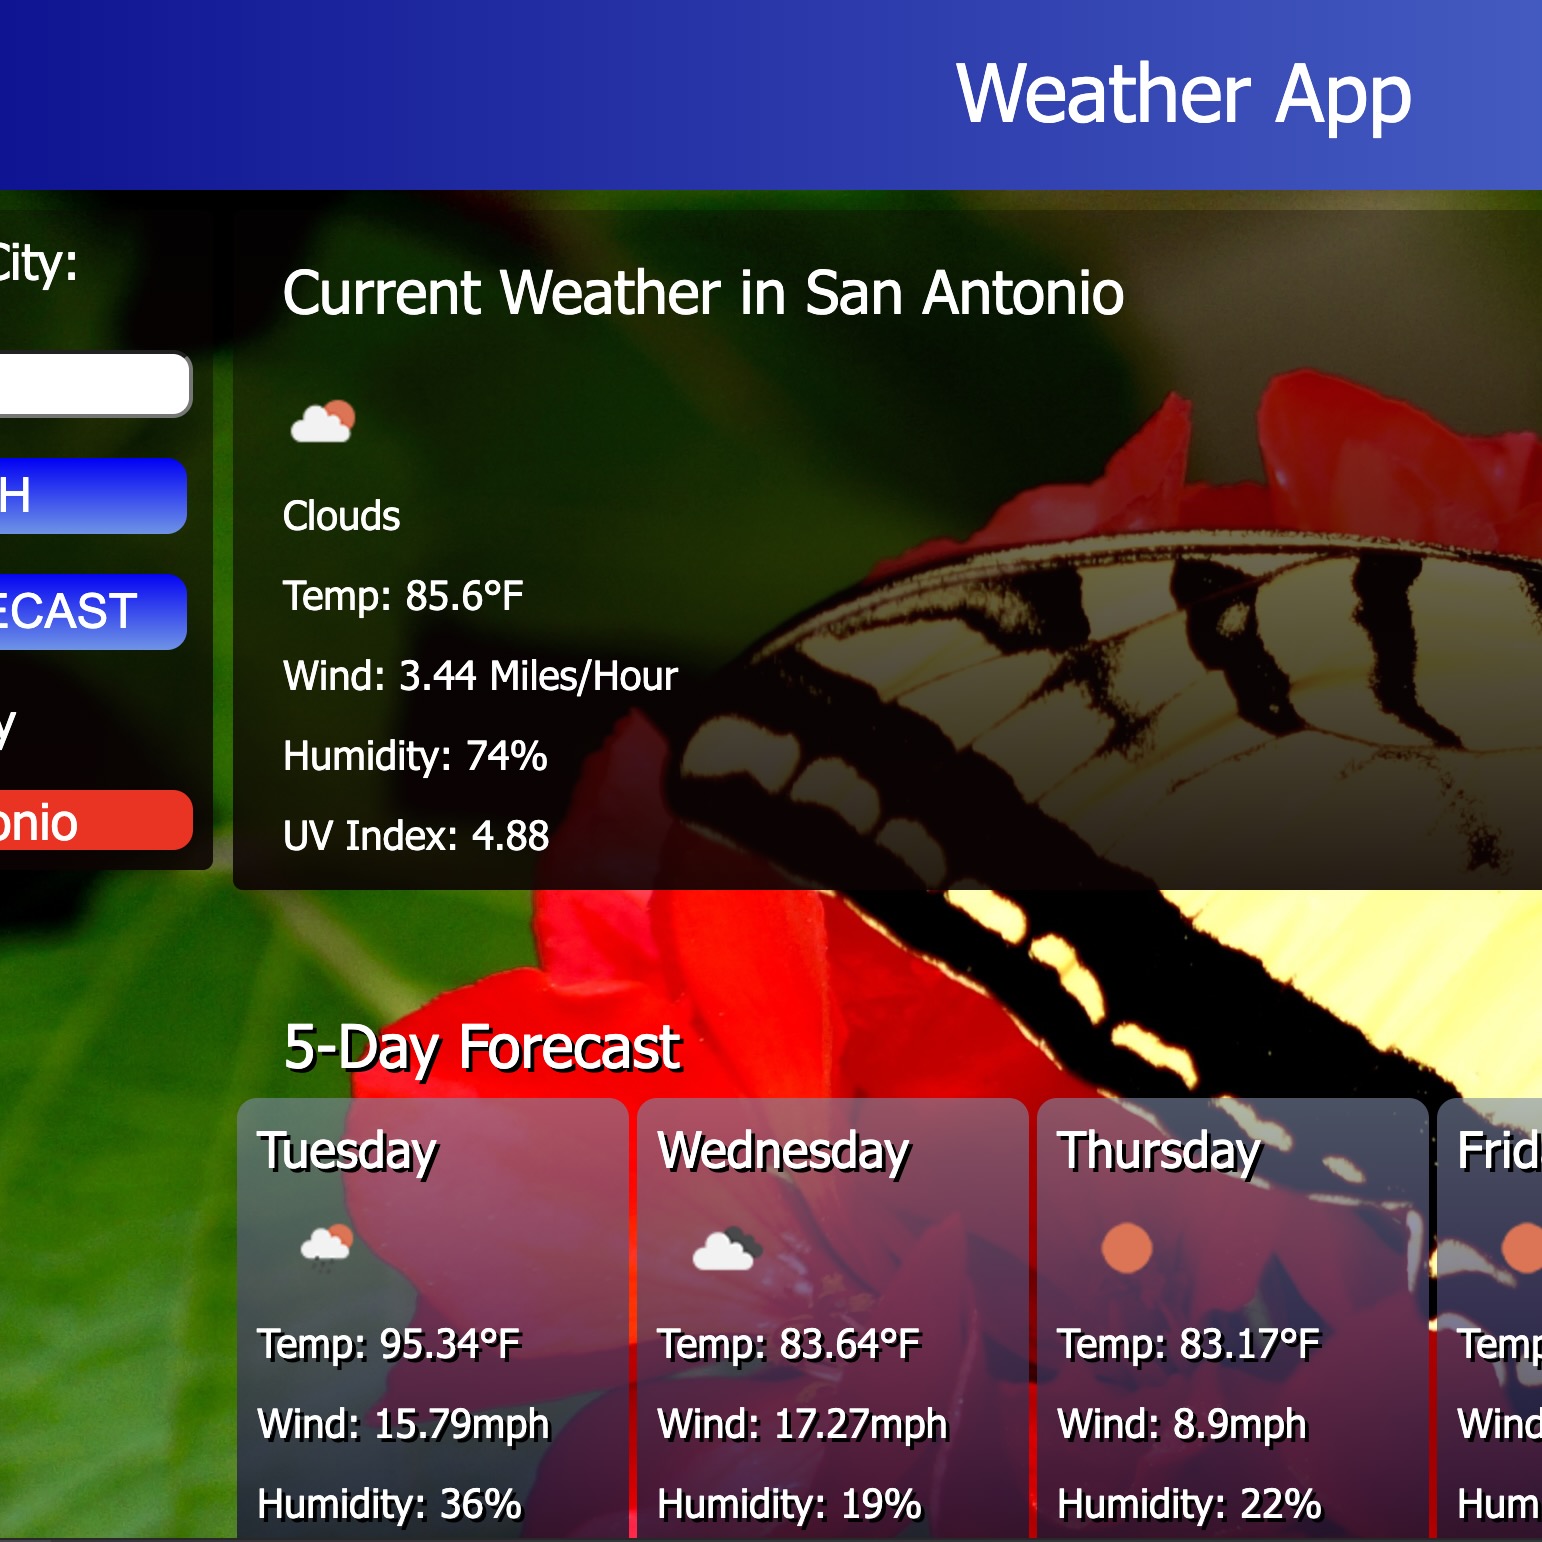 Weather App
City:
H
ECAST
y
onio
Current Weather in San Antonio
Clouds
Temp: 85.6°F
Wind: 3.44 Miles/Hour
Humidity: 74%
UV Index: 4.88
5-Day Forecast
Tuesday
Temp: 95.34°F
Wind: 15.79mph
Humidity: 36%
Wednesday
Temp: 83.64°F
Wind: 17.27mph
Humidity: 19%
Thursday
Temp: 83.17°F
Wind: 8.9mph
Humidity: 22%
Frid
Temp
Wind
Hum